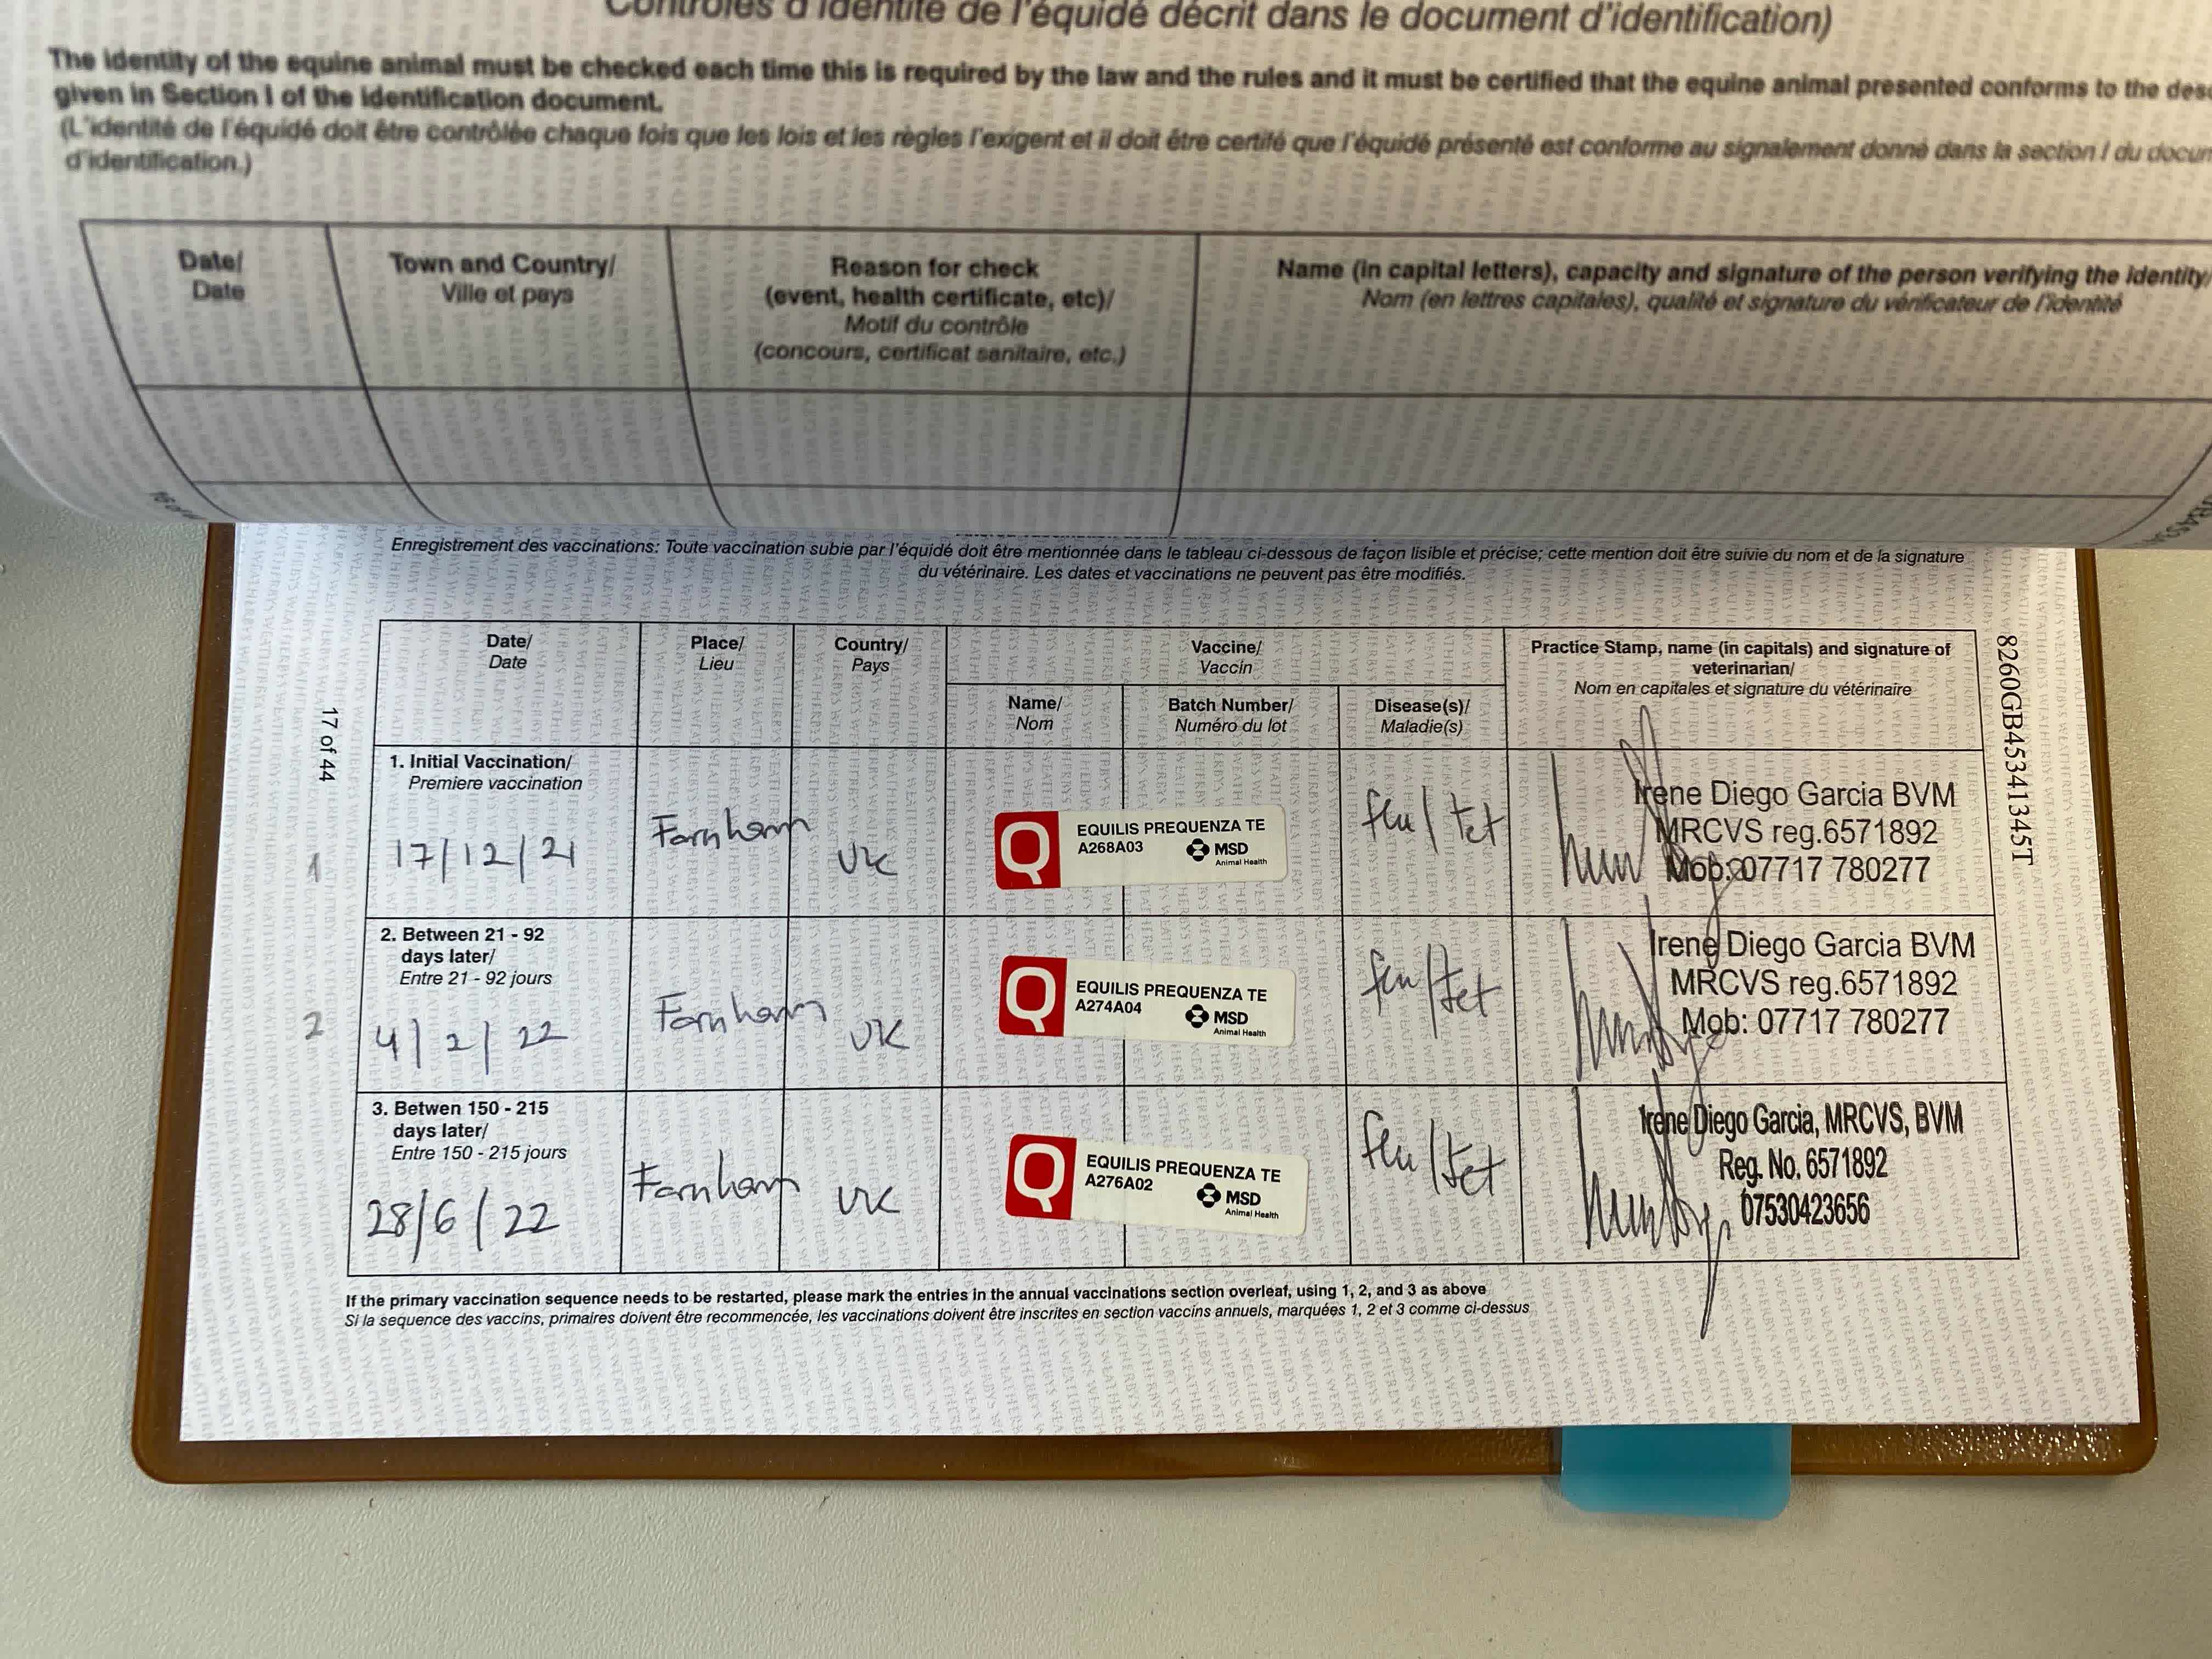 Contrôles d'identité de l'équidé décrit dans le document d'identification)
The identity of the equine animal must be checked each time this is required by the law and the rules and it must be certified that the equine animal presented conforms to the
given in Section I of the identification document.
(L'identité de l'équidé doit être contrôlée chaque fois que les lois et les règles l'exigent et il doit être certifé que l'équidé présenté est conforme au signalement donné dans la section I du
d'identification.)
Date/
Date
Town and Country/
Ville et pays
Reason for check
(event, health certificate, etc)/
Motif du contrôle
(concours, certificat sanitaire, etc.)
Name (in capital letters), capacity and signature of the person verifying the identity/
Nom (en lettres capitales), qualité et signature du vérificateur de l'identité
Enregistrement des vaccinations: Toute vaccination subie par l'équidé doit être mentionnée dans le tableau ci-dessous de façon lisible et précise; cette mention doit être suivie du nom et de la signature
du vétérinaire. Les dates et vaccinations ne peuvent pas être modifiés.
17 of 44
8260GB45341345T
Date/
Date
Place/
Lieu
Country/
Pays
Vaccine/
Vaccin
Name/
Nom
Batch Number/
Numéro du lot
Disease(s)/
Maladie(s)
Practice Stamp, name (in capitals) and signature of
veterinarian/
Nom en capitales et signature du vétérinaire
1. Initial Vaccination/
Premiere vaccination
1
17/12/21
Farnham
UK
EQUILIS PREQUENZA TE
A268A03
MSD
Animal Health
flu/tet
Irene Diego Garcia BVM
MRCVS reg.6571892
Mob: 07717 780277
2. Between 21 - 92
days later/
Entre 21 - 92 jours
2
4/2/22
Farnham
UK
EQUILIS PREQUENZA TE
A274A04
MSD
Animal Health
flu/tet
Irene Diego Garcia BVM
MRCVS reg.6571892
Mob: 07717 780277
3. Betwen 150 - 215
days later/
Entre 150 - 215 jours
28/6/22
Farnham
UK
EQUILIS PREQUENZA TE
A276A02
MSD
Animal Health
flu/tet
Irene Diego Garcia, MRCVS, BVM
Reg. No. 6571892
07530423656
If the primary vaccination sequence needs to be restarted, please mark the entries in the annual vaccinations section overleaf, using 1, 2, and 3 as above
Si la sequence des vaccins, primaires doivent être recommencée, les vaccinations doivent être inscrites en section vaccins annuels, marquées 1, 2 et 3 comme ci-dessus